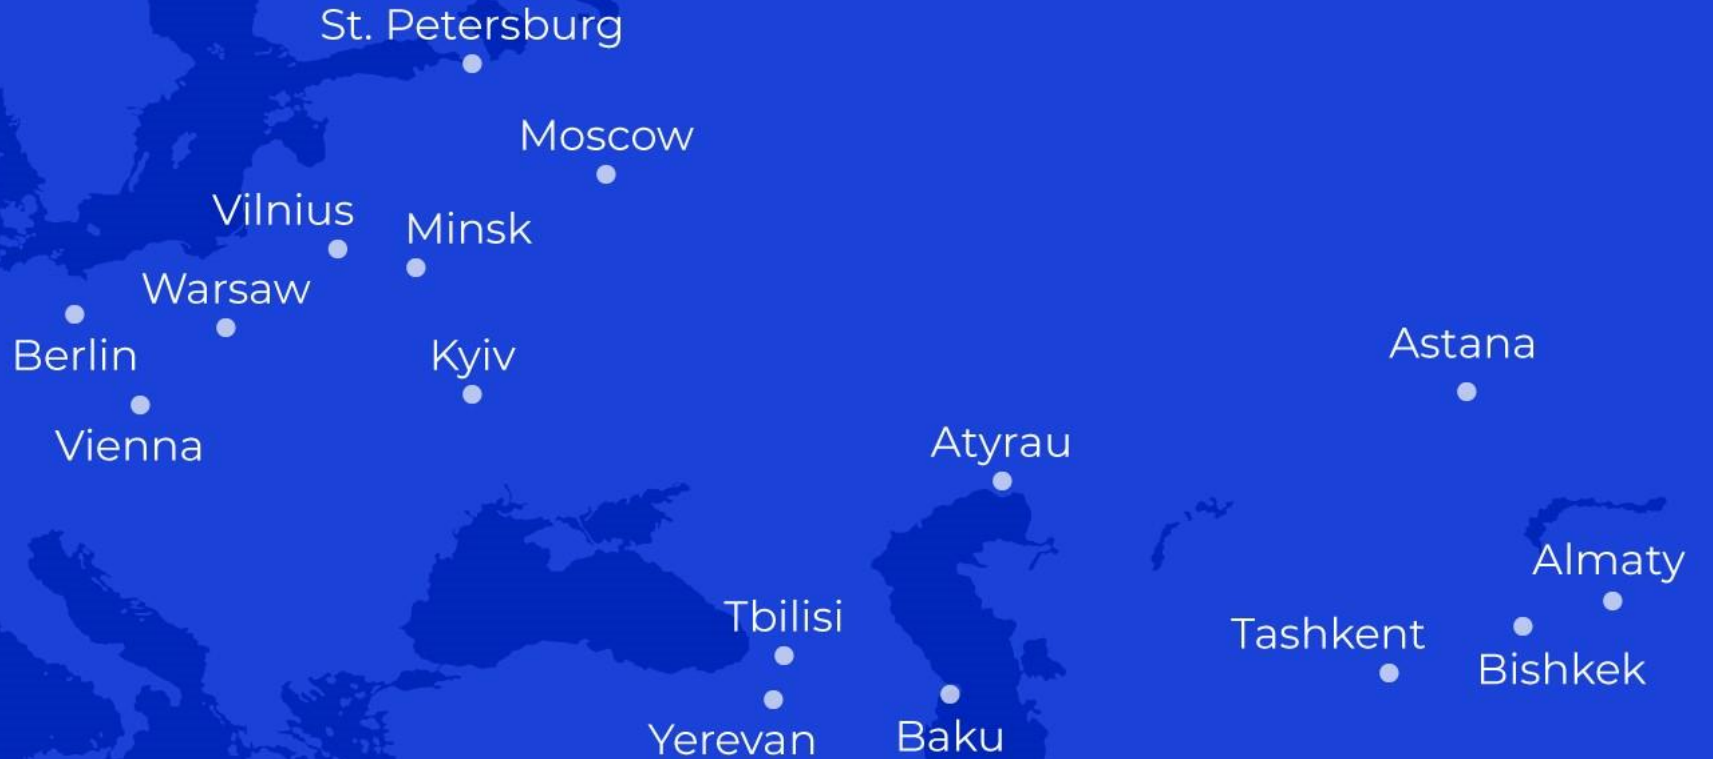 St. Petersburg
Moscow
Vilnius
Minsk
Warsaw
Berlin
Kyiv
Astana
Vienna
Atyrau
Almaty
Tbilisi
Tashkent
Bishkek
Yerevan
Baku